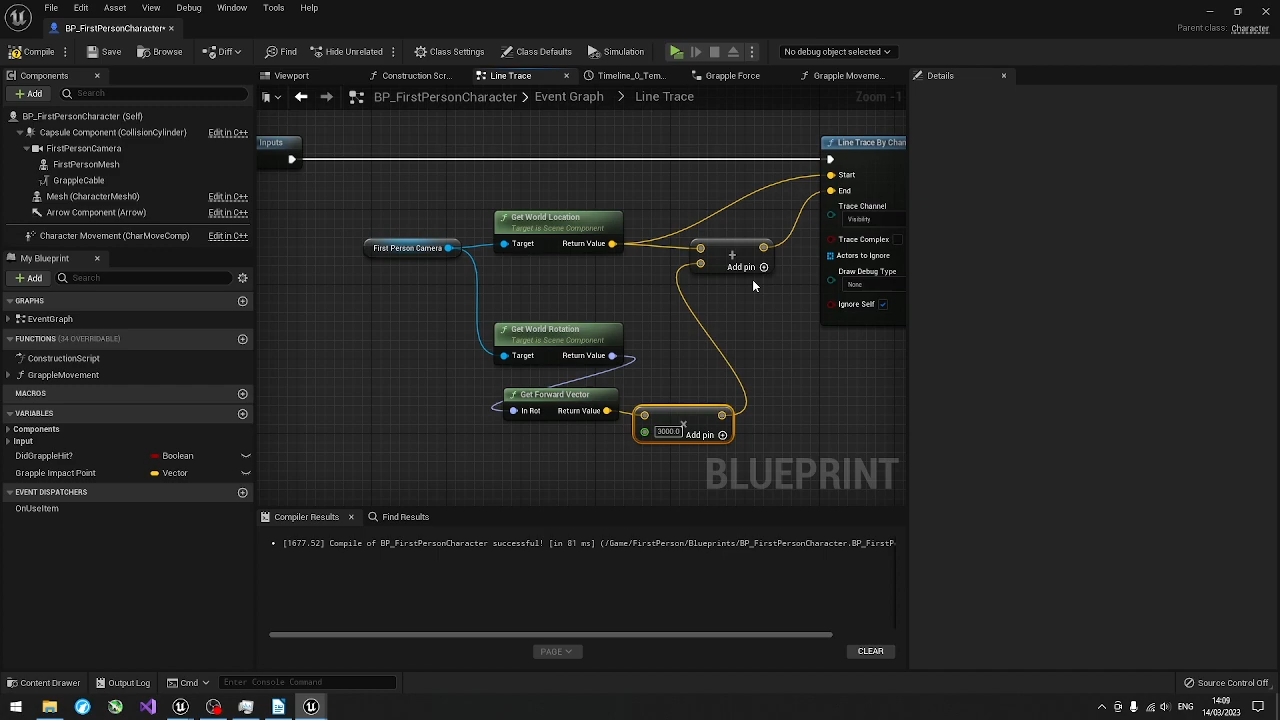 File Edit Asset View Debug Window Tools Help
BP_FirstPersonCharacter*
Parent class: Character
Compile Save Browse Diff Find Hide Unrelated Class Settings Class Defaults Simulation No debug object selected
Components Viewport Construction Scr... Line Trace Timeline_0_Tem... Grapple Force Grapple Moveme... Details
Add Search
BP_FirstPersonCharacter > Event Graph > Line Trace Zoom -1
BP_FirstPersonCharacter (Self)
Capsule Component (CollisionCylinder) Edit in C++
FirstPersonCamera
FirstPersonMesh
GrappleCable
Mesh (CharacterMesh0) Edit in C++
Arrow Component (Arrow) Edit in C++
Character Movement (CharMoveComp) Edit in C++
My Blueprint
Add Search
GRAPHS
EventGraph
FUNCTIONS (34 OVERRIDABLE)
ConstructionScript
GrappleMovement
MACROS
VARIABLES
Components
Input
DidGrappleHit? Boolean
Grapple Impact Point Vector
EVENT DISPATCHERS
OnUseItem
Inputs
First Person Camera
Get World Location
Target is Scene Component
Target Return Value
Get World Rotation
Target is Scene Component
Target Return Value
Get Forward Vector
In Rot Return Value
3000.0 Add pin
Add pin
Line Trace By Chan
Start
End
Trace Channel
Visibility
Trace Complex
Actors to Ignore
Draw Debug Type
None
Ignore Self
BLUEPRINT
Compiler Results Find Results
[1677.52] Compile of BP_FirstPersonCharacter successful! [in 81 ms] (/Game/FirstPerson/Blueprints/BP_FirstPersonCharacter.BP_FirstP
PAGE CLEAR
Content Drawer Output Log Cmd Enter Console Command Source Control Off
ENG 14:09
14/03/2023